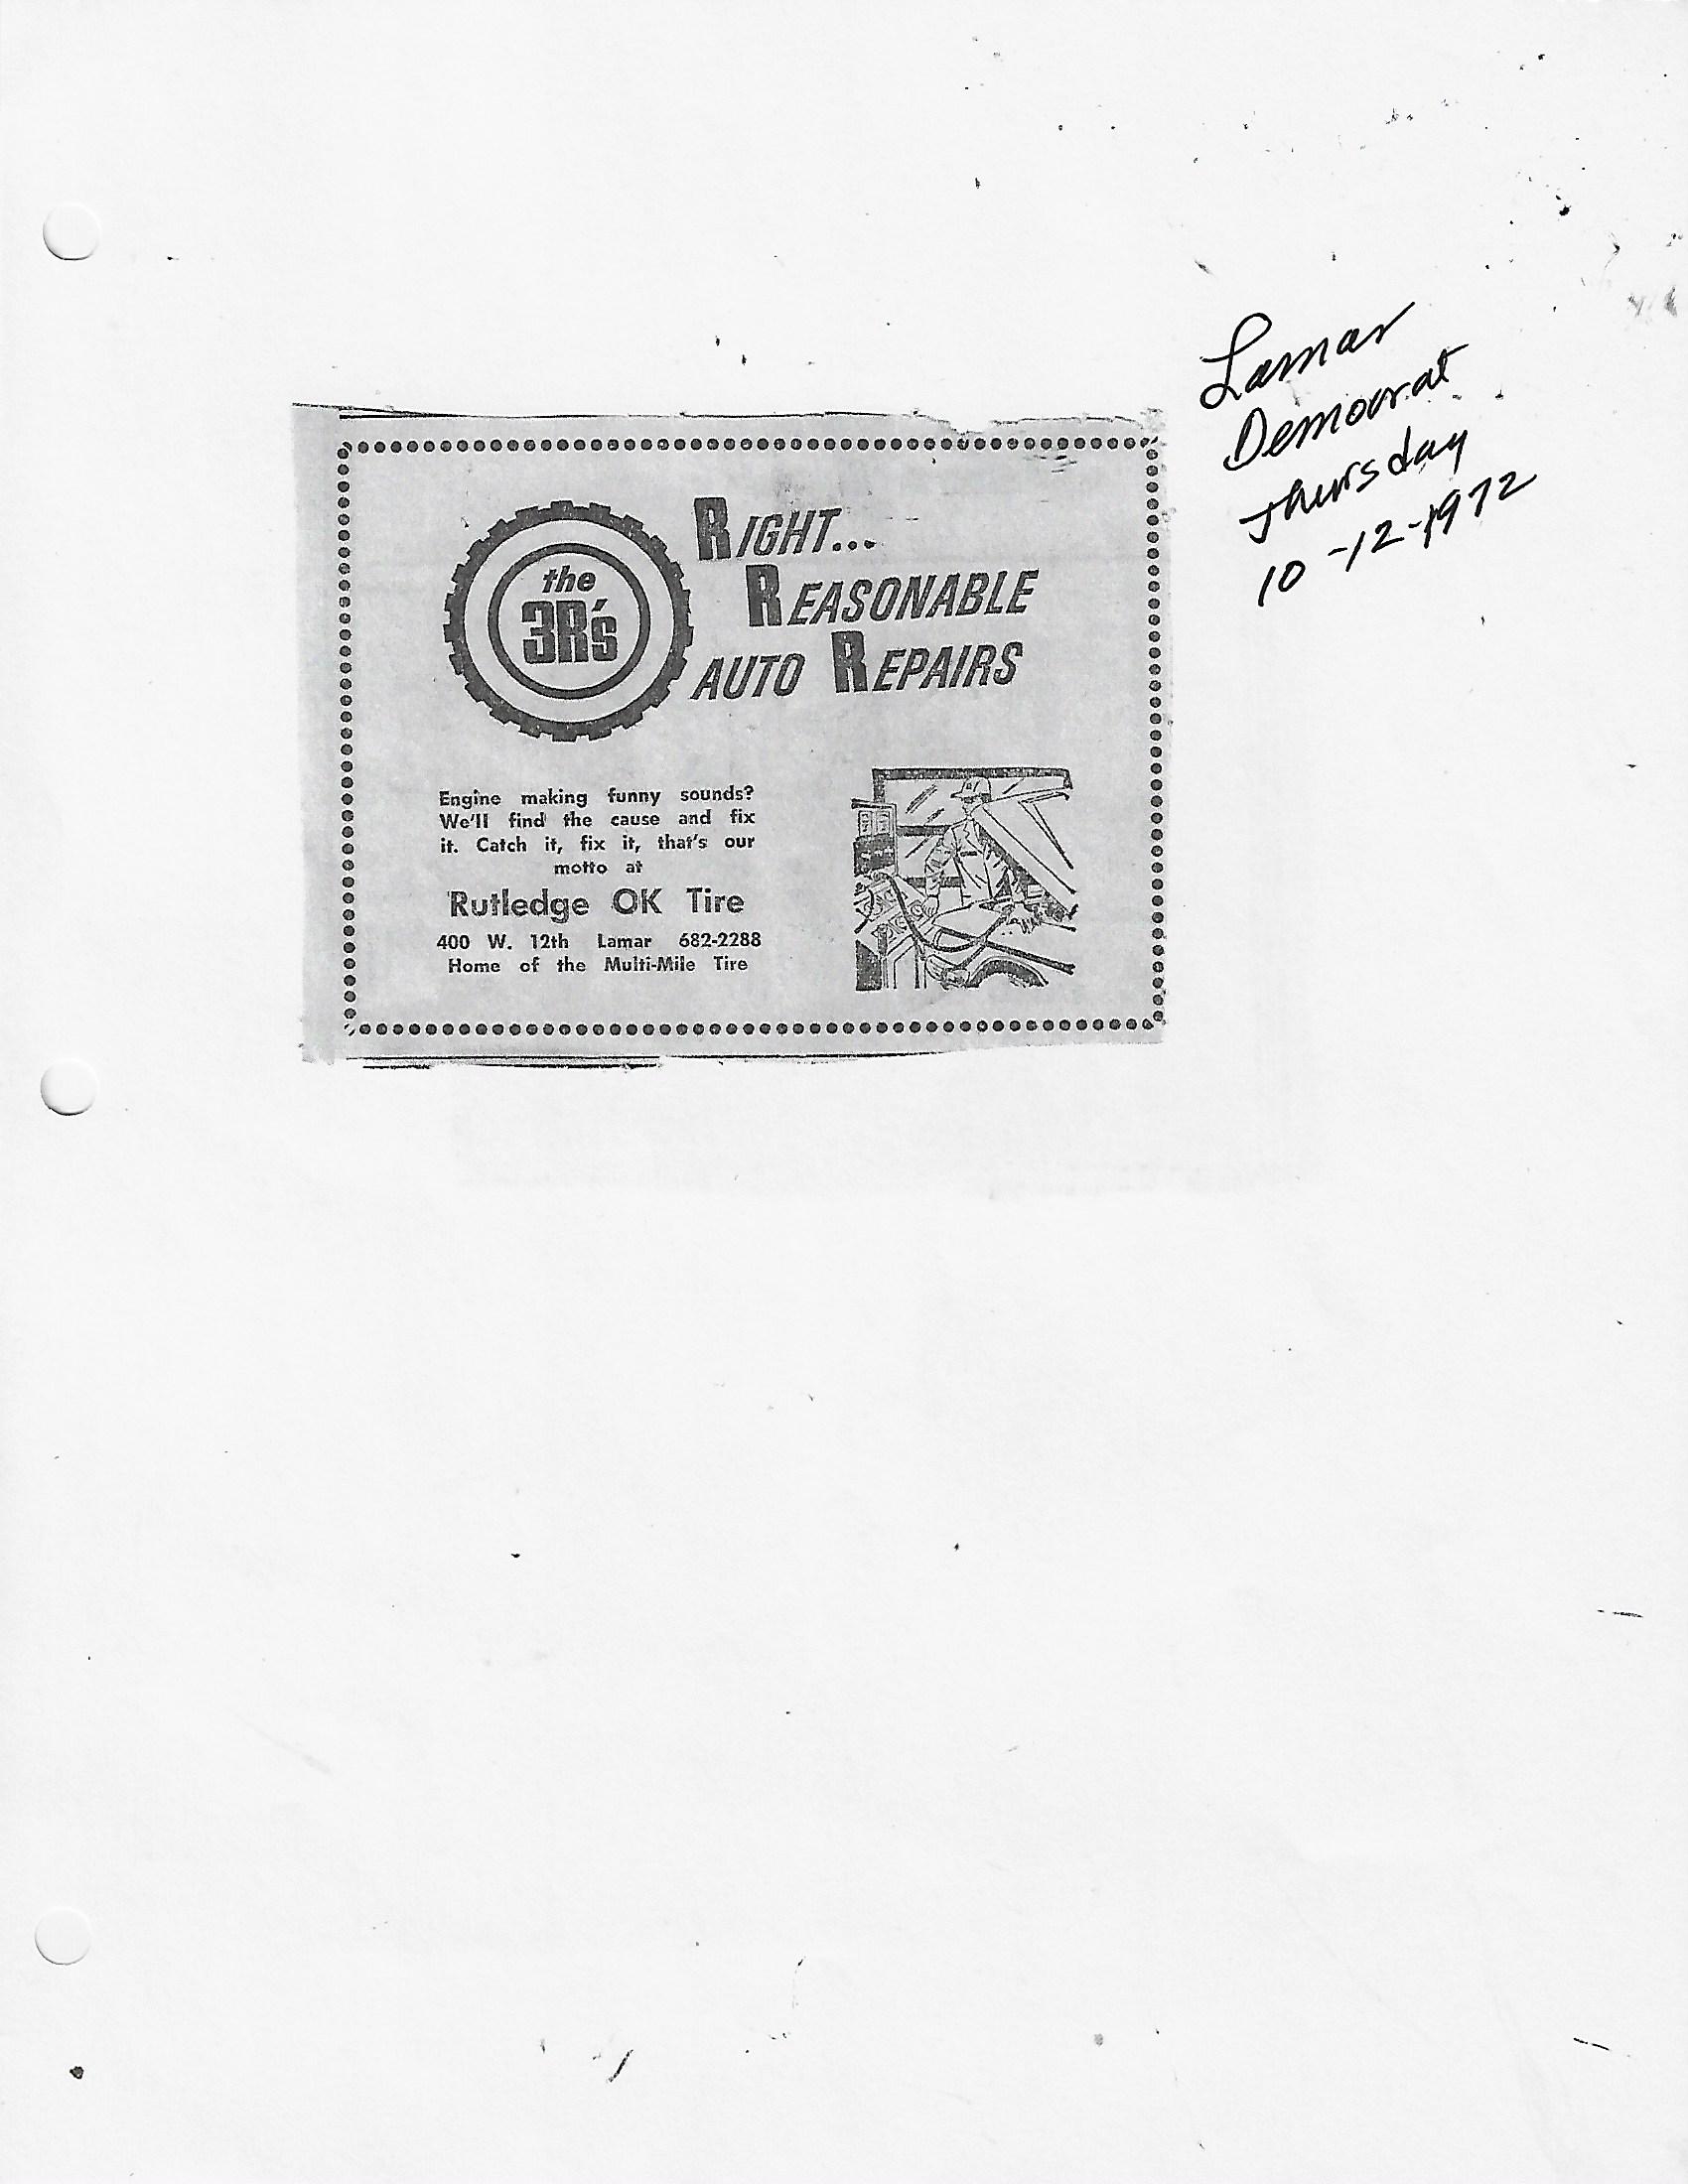 Lamar
Democrat
Thursday
10-12-1972
the
3R's
RIGHT...
REASONABLE
AUTO REPAIRS
Engine making funny sounds?
We'll find the cause and fix
it. Catch it, fix it, that's our
motto at
Rutledge OK Tire
400 W. 12th Lamar 682-2288
Home of the Multi-Mile Tire